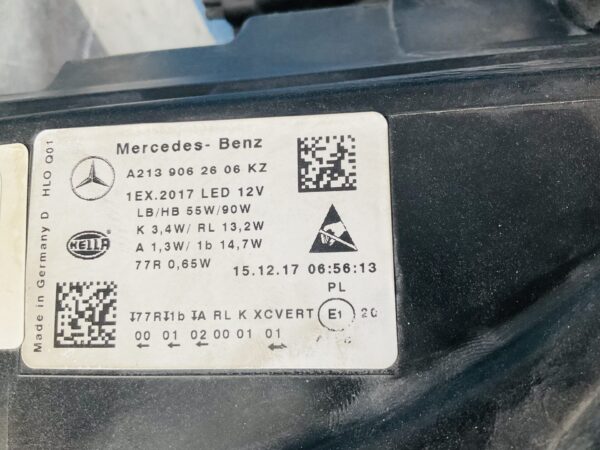 Mercedes- Benz
A213 906 26 06 KZ
1EX.2017 LED 12V
LB/HB 55W/90W
K 3,4W/ RL 13,2W
A 1,3W/ 1b 14,7W
77R 0,65W
15.12.17 06:56:13
PL
HELLA
Made in Germany D HLO Q01
77R 1b A RL K XCVERT E1 20
00 01 02 00 01 01